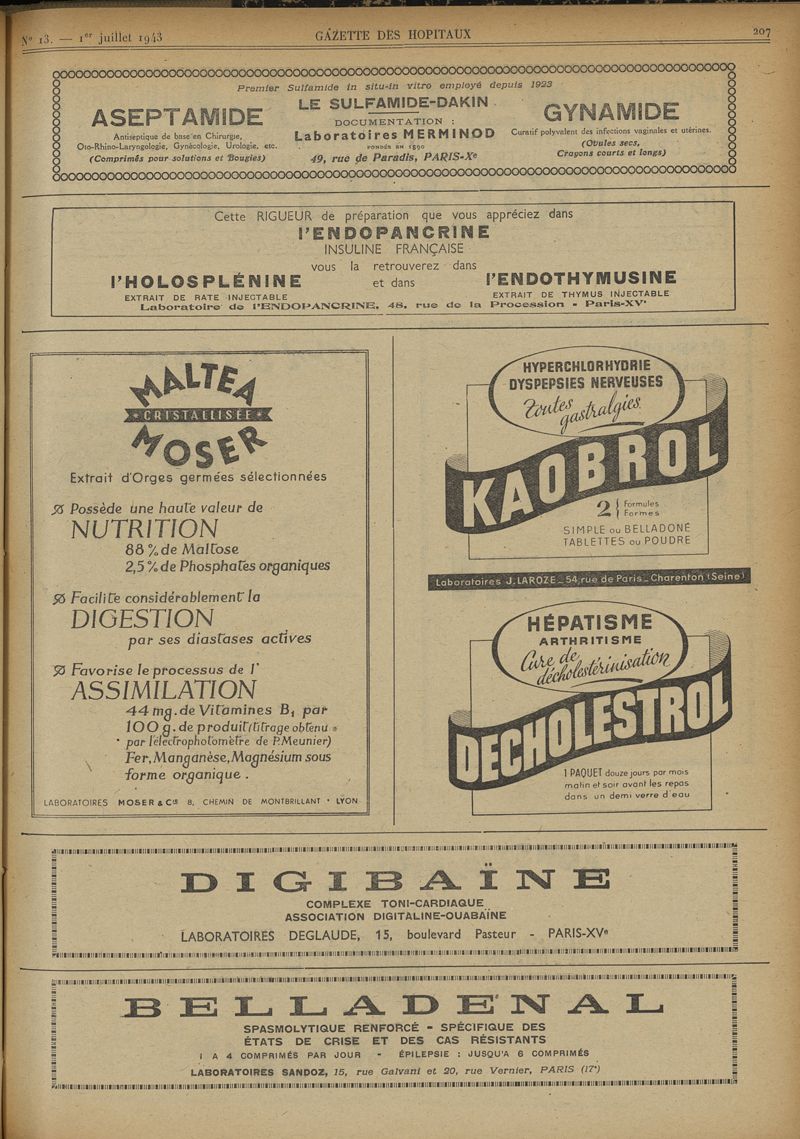 N° 13. — 1er juillet 1943
GAZETTE DES HOPITAUX
207
Premier Sulfamide in situ-in vitro employé depuis 1923
ASEPTAMIDE
Antiseptique de base en Chirurgie,
Oto-Rhino-Laryngologie, Gynécologie, Urologie, etc.
(Comprimés pour solutions et Bougies)
LE SULFAMIDE-DAKIN
DOCUMENTATION :
Laboratoires MERMINOD
FONDÉS EN 1890
49, rue de Paradis, PARIS-Xe
GYNAMIDE
Curatif polyvalent des infections vaginales et utérines.
(Ovules secs,
Crayons courts et longs)
Cette RIGUEUR de préparation que vous appréciez dans
l'ENDOPANCRINE
INSULINE FRANÇAISE
vous la retrouverez dans
l'HOLOSPLÉNINE
EXTRAIT DE RATE INJECTABLE
et dans
l'ENDOTHYMUSINE
EXTRAIT DE THYMUS INJECTABLE
Laboratoire de l'ENDOPANCRINE, 48, rue de la Procession - Paris-XVe
MALTEA
CRISTALLISÉE
MOSER
Extrait d'Orges germées sélectionnées
Possède une haute valeur de
NUTRITION
88 % de Maltose
2,5 % de Phosphates organiques
Facilite considérablement la
DIGESTION
par ses diastases actives
Favorise le processus de l'
ASSIMILATION
44 mg. de Vitamines B1 par
100 g. de produit (titrage obtenu
par l'électrophotomètre de P. Meunier)
Fer, Manganèse, Magnésium sous
forme organique .
LABORATOIRES MOSER & Cie 8, CHEMIN DE MONTBRILLANT • LYON
HYPERCHLORHYDRIE
DYSPEPSIES NERVEUSES
Toutes
gastralgies
KAOBROL
2 { Formules
Formes
SIMPLE ou BELLADONÉ
TABLETTES ou POUDRE
Laboratoires J. LAROZE _ 54, rue de Paris _ Charenton (Seine)
HÉPATISME
ARTHRITISME
Cure de
décholestérinisation
DECHOLESTROL
1 PAQUET douze jours par mois
matin et soir avant les repas
dans un demi verre d'eau
DIGIBAÏNE
COMPLEXE TONI-CARDIAQUE
ASSOCIATION DIGITALINE-OUABAÏNE
LABORATOIRES DEGLAUDE, 15, boulevard Pasteur - PARIS-XVe
BELLADENAL
SPASMOLYTIQUE RENFORCÉ - SPÉCIFIQUE DES
ÉTATS DE CRISE ET DES CAS RÉSISTANTS
1 A 4 COMPRIMÉS PAR JOUR - ÉPILEPSIE : JUSQU'A 6 COMPRIMÉS
LABORATOIRES SANDOZ, 15, rue Galvani et 20, rue Vernier, PARIS (17e)